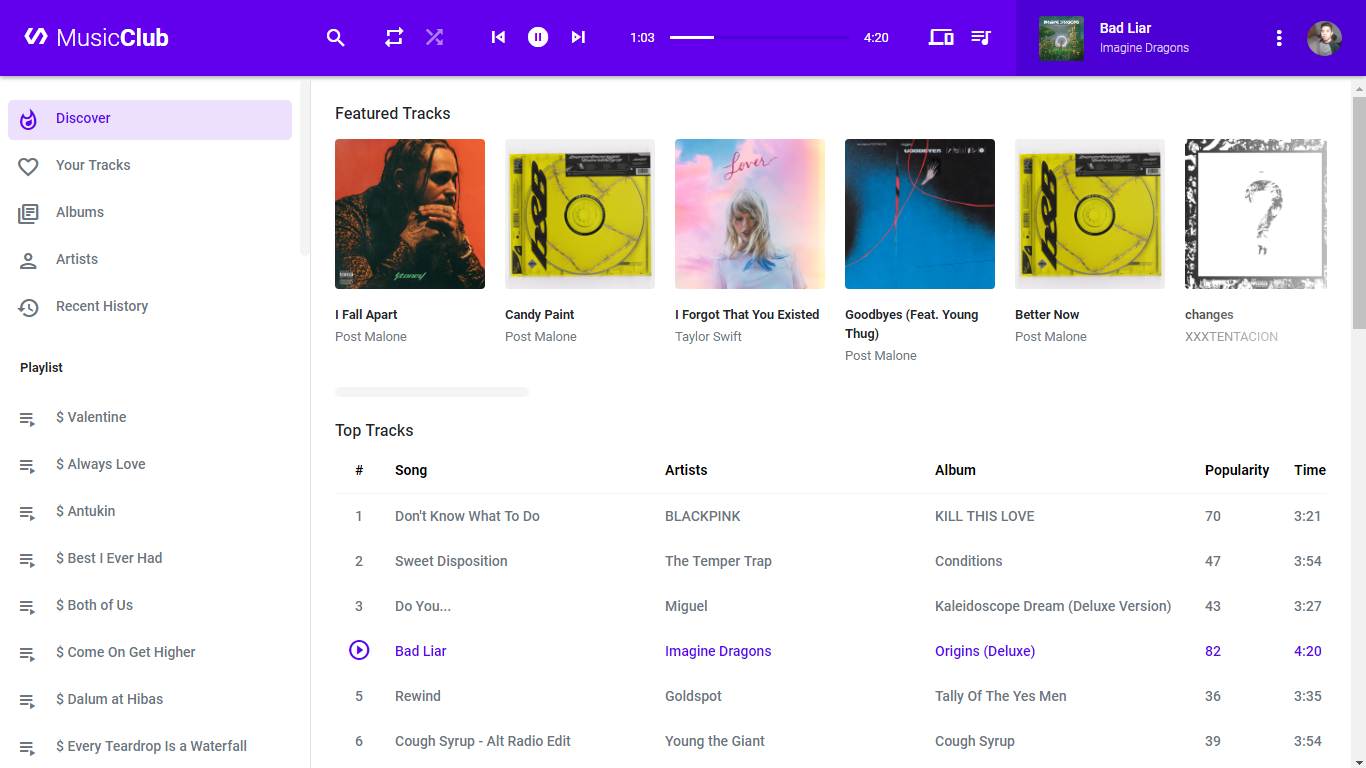 MusicClub
1:03
4:20
Bad Liar
Imagine Dragons
Discover
Your Tracks
Albums
Artists
Recent History
Playlist
$ Valentine
$ Always Love
$ Antukin
$ Best I Ever Had
$ Both of Us
$ Come On Get Higher
$ Dalum at Hibas
$ Every Teardrop Is a Waterfall
Featured Tracks
Lover
?
I Fall Apart
Post Malone
Candy Paint
Post Malone
I Forgot That You Existed
Taylor Swift
Goodbyes (Feat. Young
Thug)
Post Malone
Better Now
Post Malone
changes
XXXTENTACION
Top Tracks
# Song Artists Album Popularity Time
1 Don't Know What To Do BLACKPINK KILL THIS LOVE 70 3:21
2 Sweet Disposition The Temper Trap Conditions 47 3:54
3 Do You... Miguel Kaleidoscope Dream (Deluxe Version) 43 3:27
Bad Liar Imagine Dragons Origins (Deluxe) 82 4:20
5 Rewind Goldspot Tally Of The Yes Men 36 3:35
6 Cough Syrup - Alt Radio Edit Young the Giant Cough Syrup 39 3:54